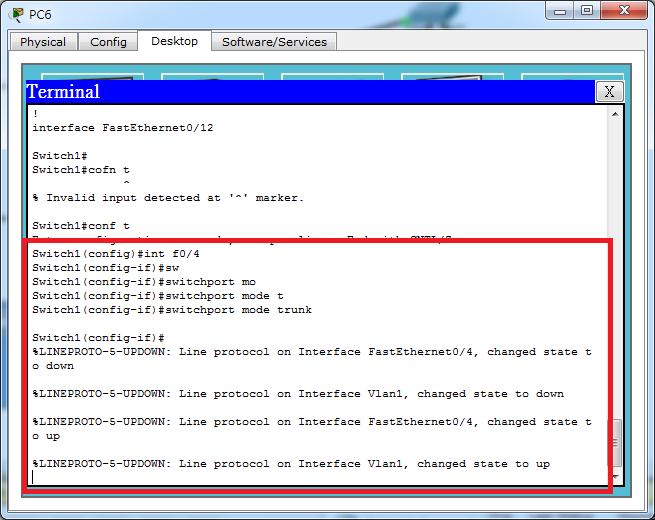 PC6
Physical Config Desktop Software/Services
Terminal X
!
interface FastEthernet0/12
Switch1#
Switch1#cofn t
^
% Invalid input detected at '^' marker.
Switch1#conf t
Switch1(config)#int f0/4
Switch1(config-if)#sw
Switch1(config-if)#switchport mo
Switch1(config-if)#switchport mode t
Switch1(config-if)#switchport mode trunk
Switch1(config-if)#
%LINEPROTO-5-UPDOWN: Line protocol on Interface FastEthernet0/4, changed state t
o down
%LINEPROTO-5-UPDOWN: Line protocol on Interface Vlan1, changed state to down
%LINEPROTO-5-UPDOWN: Line protocol on Interface FastEthernet0/4, changed state t
o up
%LINEPROTO-5-UPDOWN: Line protocol on Interface Vlan1, changed state to up